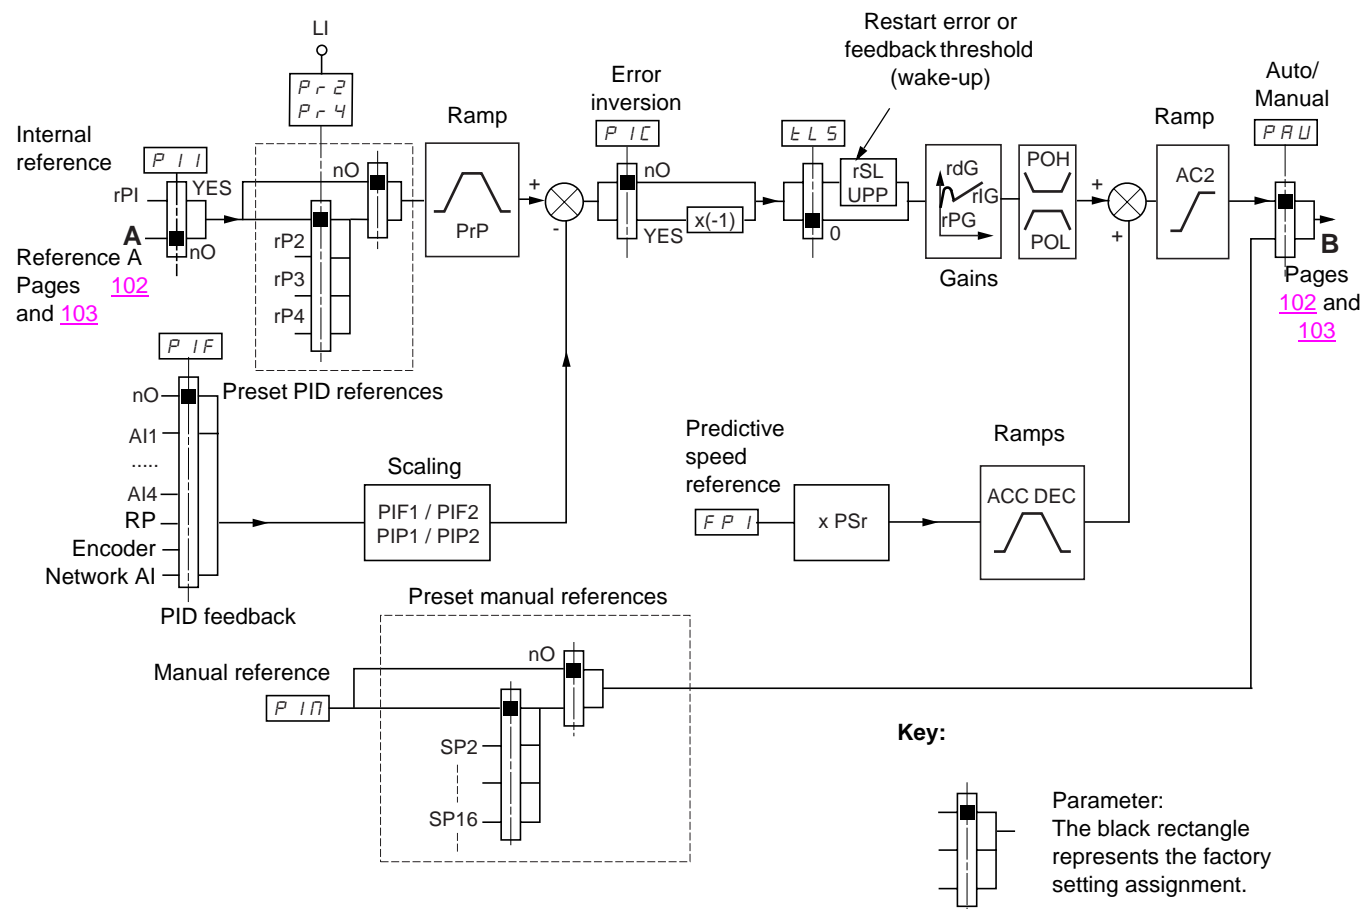 LI
Pr2
Pr4
Restart error or
feedback threshold
(wake-up)
Error
inversion
Auto/
Manual
Ramp
Ramp
Internal
reference
PII
PIC
tLS
PAU
rPI
YES
nO
nO
rSL
UPP
rdG
rIG
rPG
POH
POL
AC2
A
nO
rP2
rP3
rP4
PrP
+
-
YES
x(-1)
0
+
+
B
Reference A
Pages 102
and 103
Gains
Pages
102 and
103
PIF
Preset PID references
nO
AI1
.....
AI4
RP
Encoder
Network AI
PID feedback
Scaling
PIF1 / PIF2
PIP1 / PIP2
Predictive
speed
reference
FPI
x PSr
Ramps
ACC DEC
Preset manual references
Manual reference
PIM
nO
SP2
SP16
Key:
Parameter:
The black rectangle
represents the factory
setting assignment.